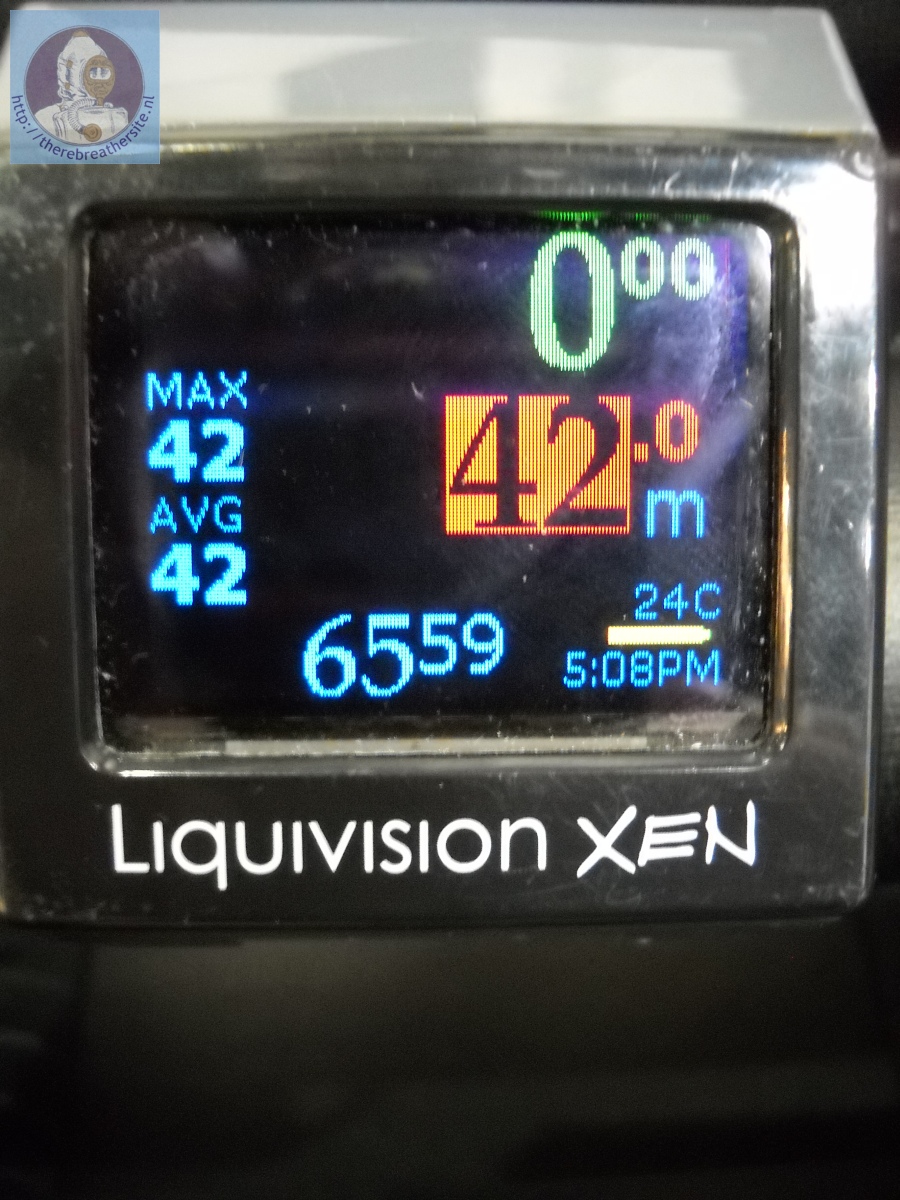 http://therebreathersite.nl
000
MAX
42
42.0
m
AVG
42
24C
6559
5:08PM
Liquivision XEN